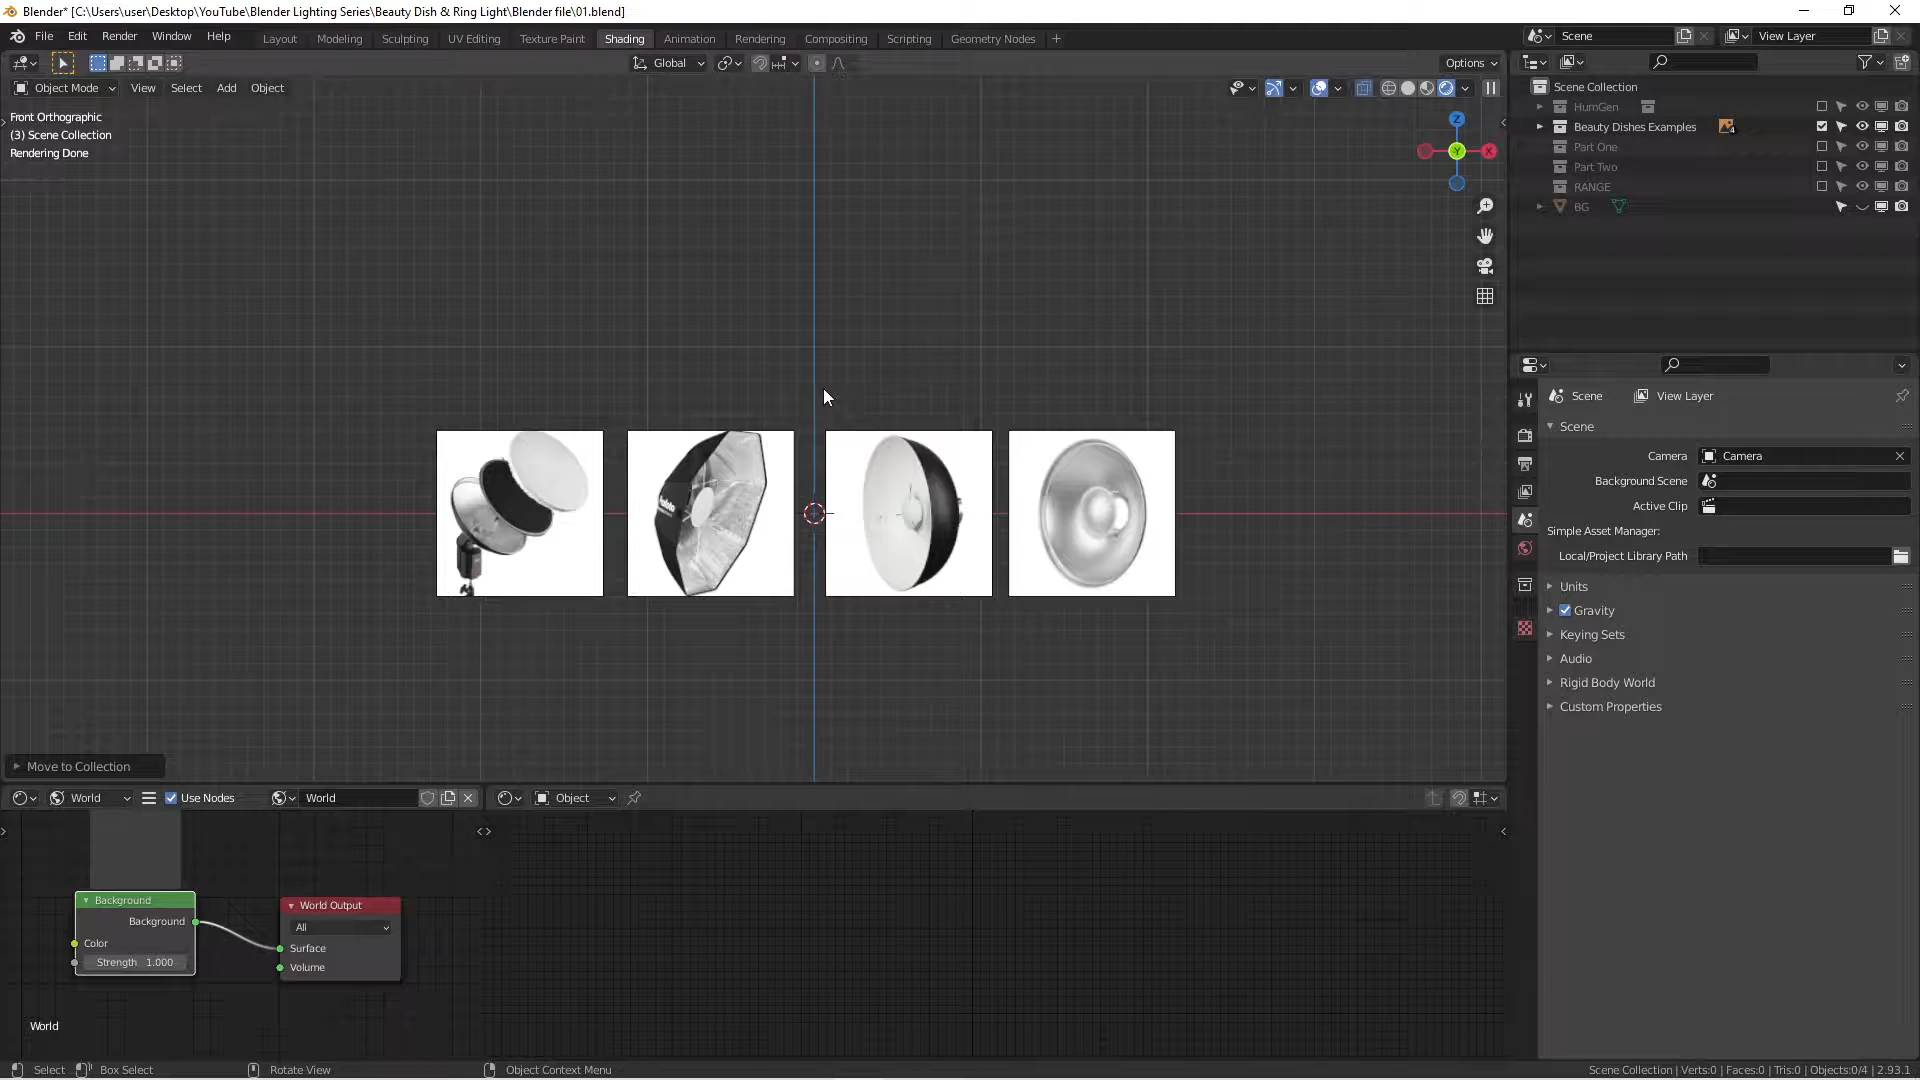 Blender* [C:\Users\user\Desktop\YouTube\Blender Lighting Series\Beauty Dish & Ring Light\Blender file\01.blend]
File Edit Render Window Help
Layout Modeling Sculpting UV Editing Texture Paint Shading Animation Rendering Compositing Scripting Geometry Nodes +
Scene
View Layer
Global
Options
Object Mode View Select Add Object
Front Orthographic
(3) Scene Collection
Rendering Done
Z
Y
X
Scene Collection
HumGen
Beauty Dishes Examples 4
Part One
Part Two
RANGE
BG
Scene View Layer
Scene
Camera Camera
Background Scene
Active Clip
Simple Asset Manager:
Local/Project Library Path
Units
Gravity
Keying Sets
Audio
Rigid Body World
Custom Properties
Move to Collection
World Use Nodes World
Object
Background
Background
Color
Strength 1.000
World Output
All
Surface
Volume
World
Select Box Select Rotate View Object Context Menu
Scene Collection | Verts:0 | Faces:0 | Tris:0 | Objects:0/4 | 2.93.1